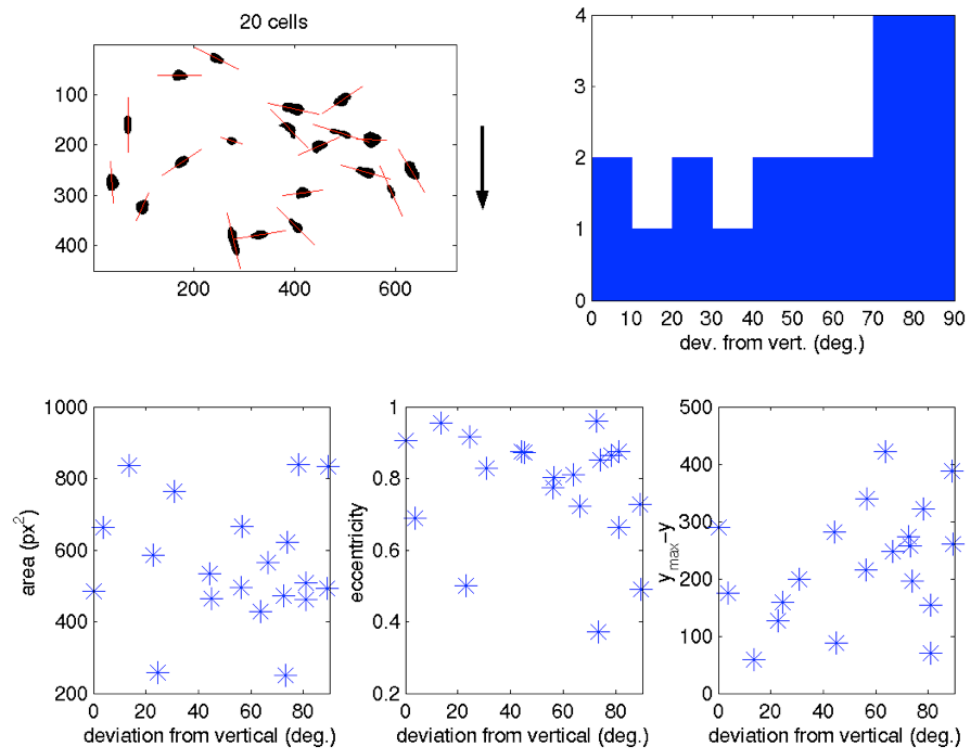 20 cells
100
200
300
400
200 400 600
4
3
2
1
0
0 10 20 30 40 50 60 70 80 90
dev. from vert. (deg.)
1000
800
600
400
200
0 20 40 60 80
area (px²)
deviation from vertical (deg.)
1
0.8
0.6
0.4
0.2
0 20 40 60 80
eccentricity
deviation from vertical (deg.)
500
400
300
200
100
0
0 20 40 60 80
y_max-y
deviation from vertical (deg.)